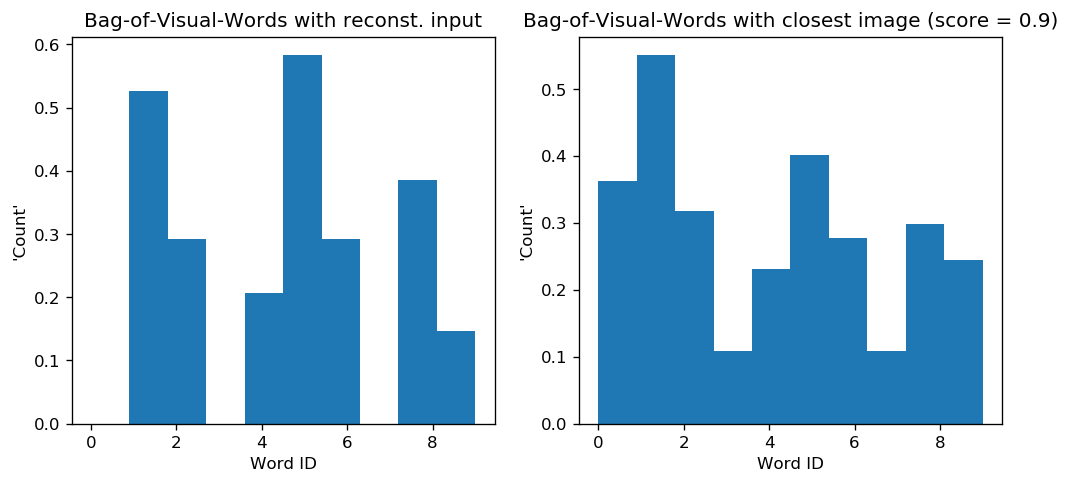 Bag-of-Visual-Words with reconst. input
0.6
0.5
0.4
0.3
0.2
0.1
0.0
'Count'
0 2 4 6 8
Word ID
Bag-of-Visual-Words with closest image (score = 0.9)
0.5
0.4
0.3
0.2
0.1
0.0
'Count'
0 2 4 6 8
Word ID